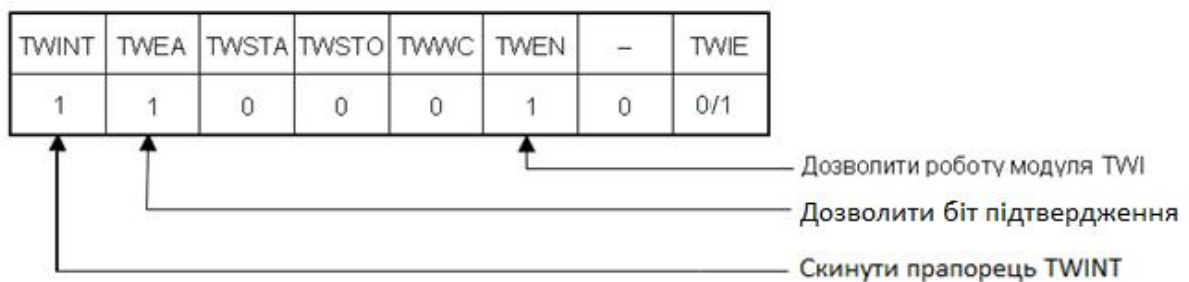 TWINT TWEA TWSTA TWSTO TWWC TWEN – TWIE
1 1 0 0 0 1 0 0/1
Дозволити роботу модуля TWI
Дозволити біт підтвердження
Скинути прапорець TWINT